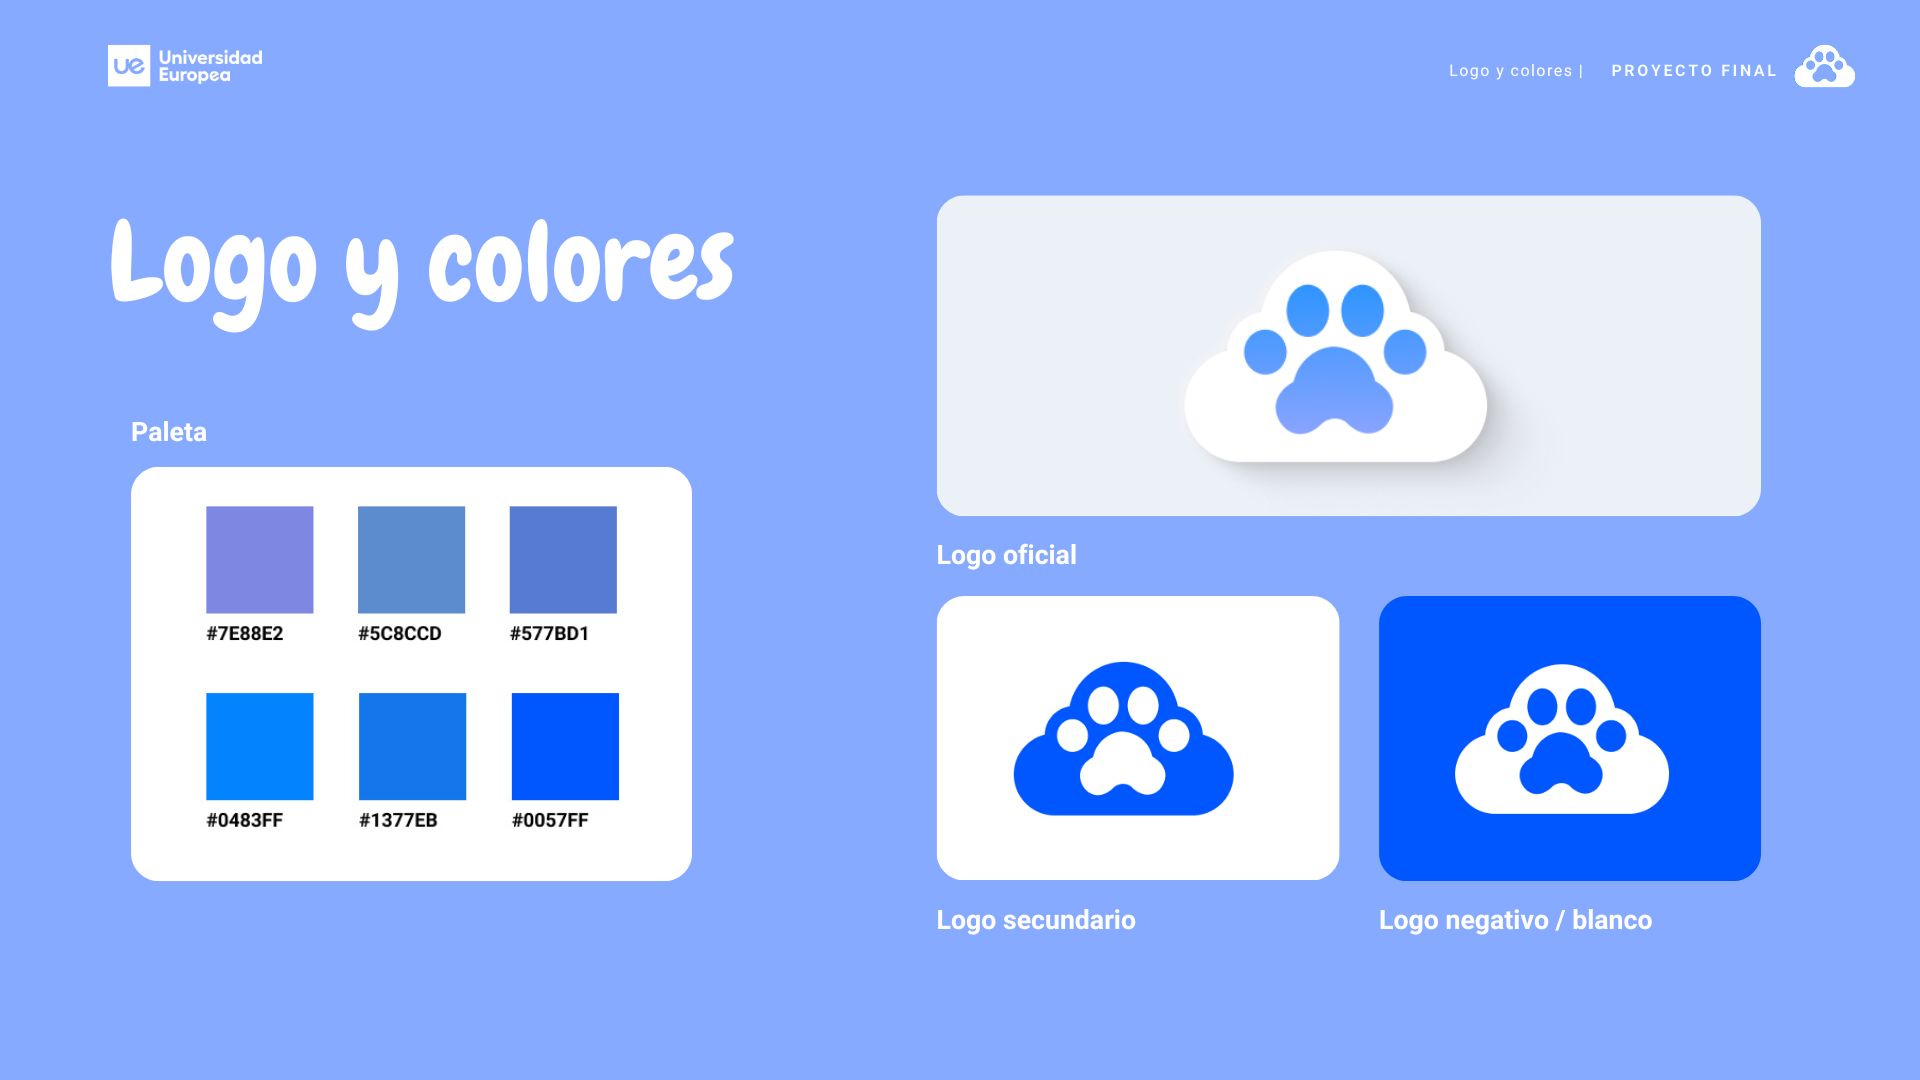 ue Universidad
Europea
Logo y colores | PROYECTO FINAL
Logo y colores
Paleta
#7E88E2 #5C8CCD #577BD1
#0483FF #1377EB #0057FF
Logo oficial
Logo secundario
Logo negativo / blanco